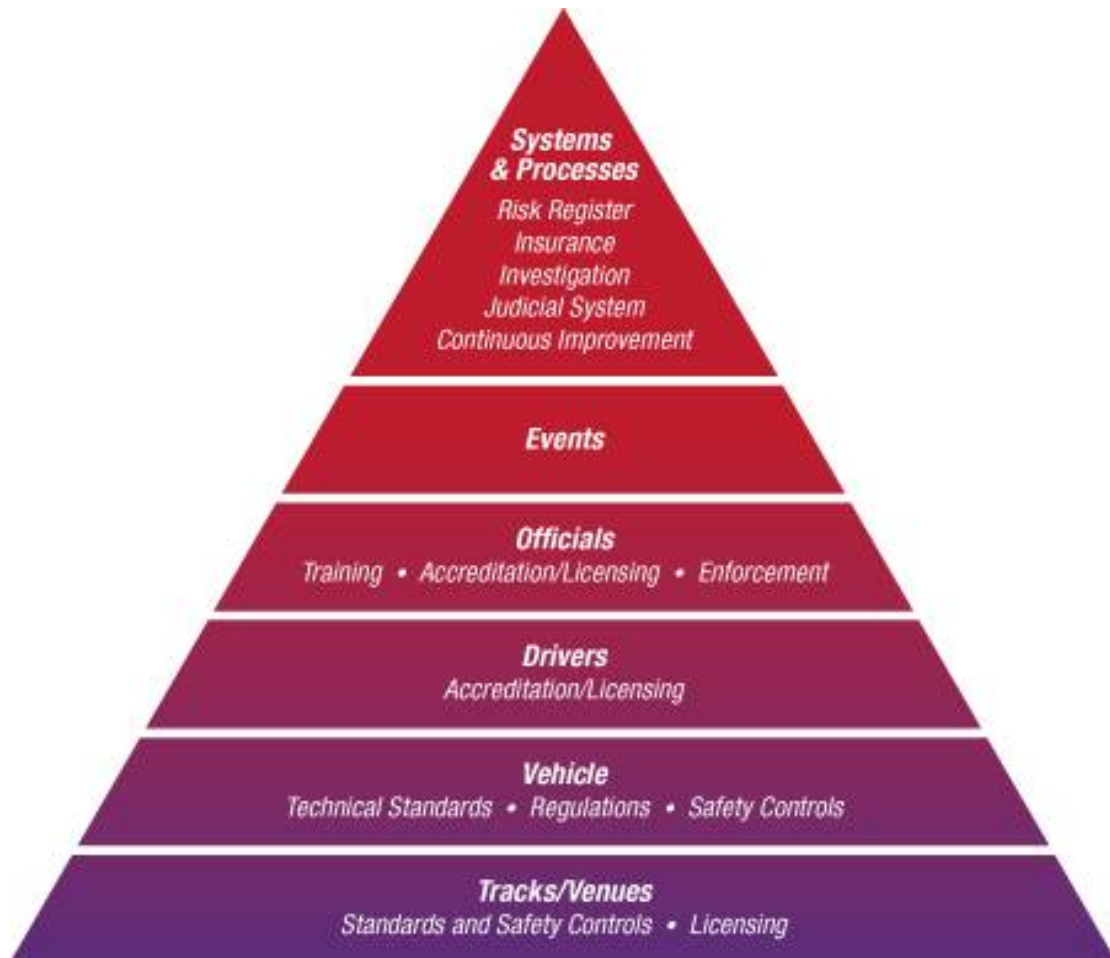 Systems
& Processes
Risk Register
Insurance
Investigation
Judicial System
Continuous Improvement
Events
Officials
Training • Accreditation/Licensing • Enforcement
Drivers
Accreditation/Licensing
Vehicle
Technical Standards • Regulations • Safety Controls
Tracks/Venues
Standards and Safety Controls • Licensing